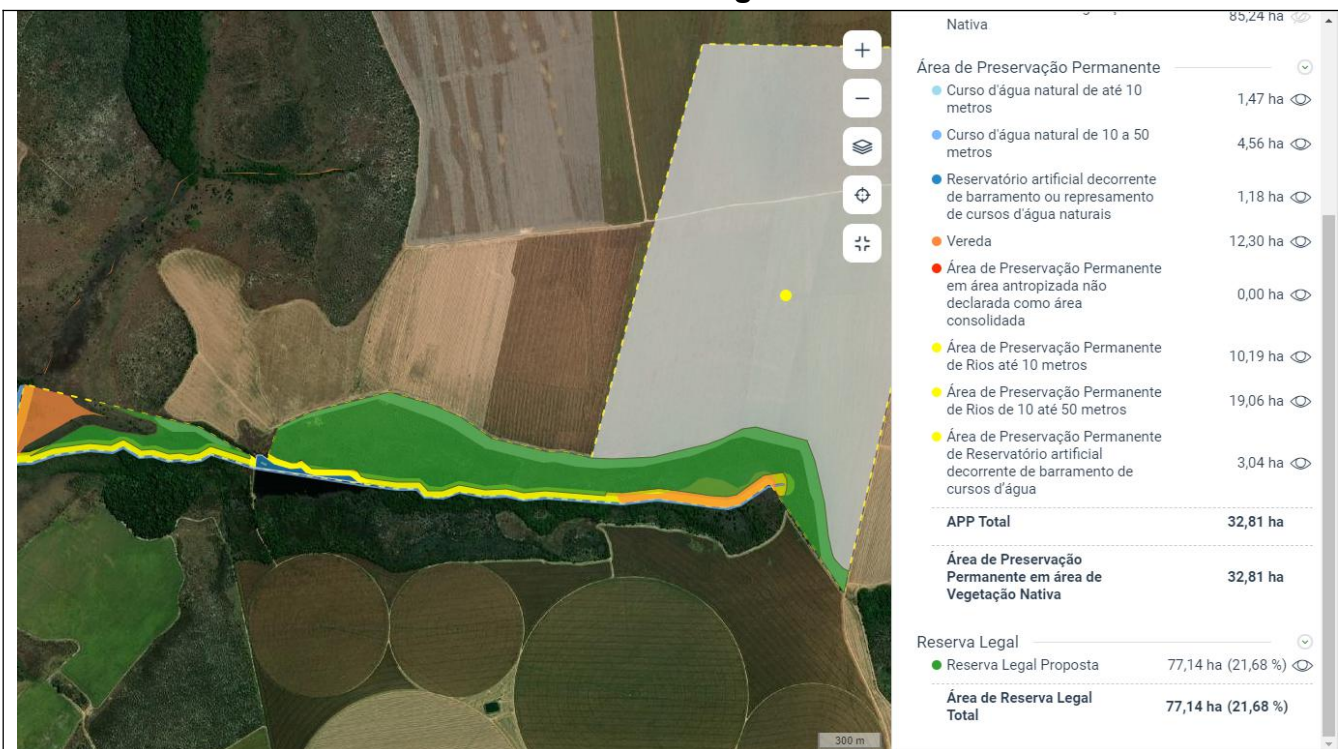 Nativa
85,24 ha
Área de Preservação Permanente
Curso d'água natural de até 10
metros
1,47 ha
Curso d'água natural de 10 a 50
metros
4,56 ha
Reservatório artificial decorrente
de barramento ou represamento
de cursos d'água naturais
1,18 ha
Vereda
12,30 ha
Área de Preservação Permanente
em área antropizada não
declarada como área
consolidada
0,00 ha
Área de Preservação Permanente
de Rios até 10 metros
10,19 ha
Área de Preservação Permanente
de Rios de 10 até 50 metros
19,06 ha
Área de Preservação Permanente
de Reservatório artificial
decorrente de barramento de
cursos d'água
3,04 ha
APP Total
32,81 ha
Área de Preservação
Permanente em área de
Vegetação Nativa
32,81 ha
Reserva Legal
Reserva Legal Proposta
77,14 ha (21,68 %)
Área de Reserva Legal
Total
77,14 ha (21,68 %)
300 m